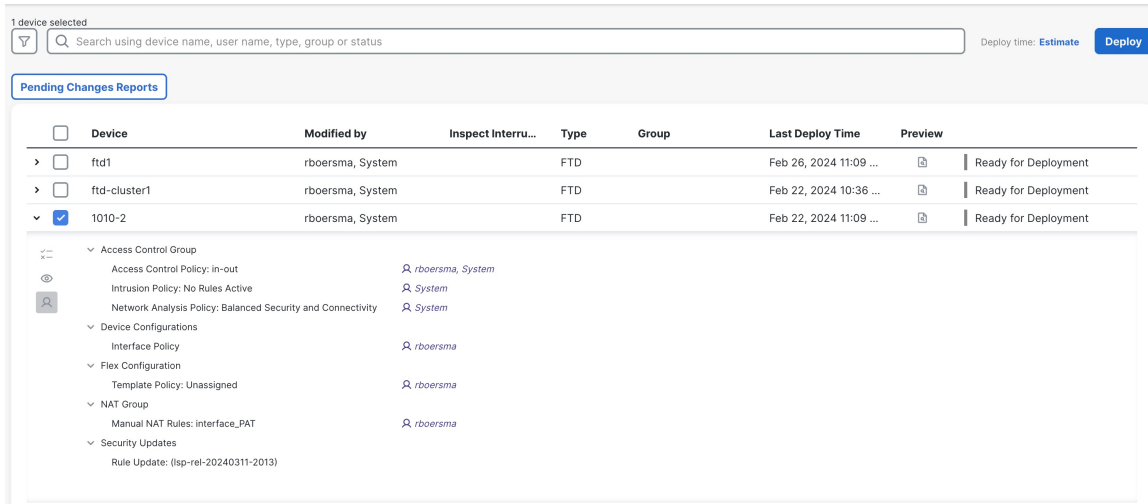 1 device selected
Search using device name, user name, type, group or status
Deploy time: Estimate
Deploy
Pending Changes Reports
Device Modified by Inspect Interru... Type Group Last Deploy Time Preview
ftd1 rboersma, System FTD Feb 26, 2024 11:09 ... Ready for Deployment
ftd-cluster1 rboersma, System FTD Feb 22, 2024 10:36 ... Ready for Deployment
1010-2 rboersma, System FTD Feb 22, 2024 11:09 ... Ready for Deployment
Access Control Group
Access Control Policy: in-out rboersma, System
Intrusion Policy: No Rules Active System
Network Analysis Policy: Balanced Security and Connectivity System
Device Configurations
Interface Policy rboersma
Flex Configuration
Template Policy: Unassigned rboersma
NAT Group
Manual NAT Rules: interface_PAT rboersma
Security Updates
Rule Update: (lsp-rel-20240311-2013)